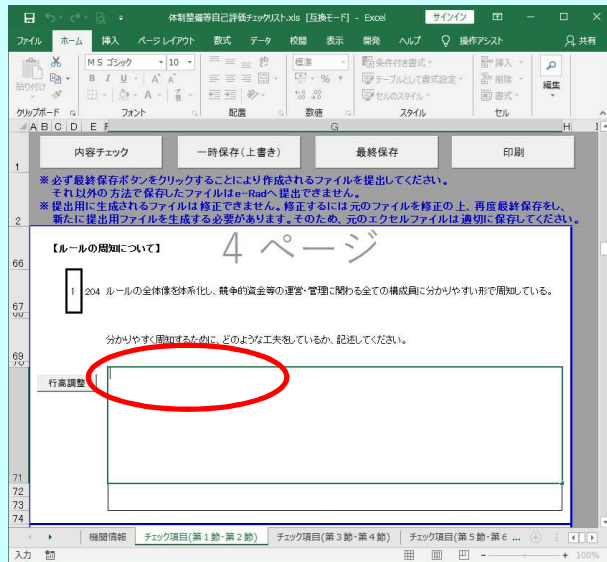 体制整備等自己評価チェックリスト.xls [互換モード] - Excel サインイン
ファイル ホーム 挿入 ページ レイアウト 数式 データ 校閲 表示 開発 ヘルプ 操作アシスト 共有
貼り付け MS ゴシック 10 標準 条件付き書式 テーブルとして書式設定 セルのスタイル 挿入 削除 書式 編集
クリップボード フォント 配置 数値 スタイル セル
A B C D E F G H I
内容チェック 一時保存(上書き) 最終保存 印刷
1
※必ず最終保存ボタンをクリックすることにより作成されるファイルを提出してください。
それ以外の方法で保存したファイルはe-Radへ提出できません。
※提出用に生成されるファイルは修正できません。修正するには元のファイルを修正の上、再度最終保存をし、
2 新たに提出用ファイルを生成する必要があります。そのため、元のエクセルファイルは適切に保存してください。
4 ページ
66 【ルールの周知について】
67 1 204 ルールの全体像を体系化し、競争的資金等の運営・管理に関わる全ての構成員に分かりやすい形で周知している。
68
69 分かりやすく周知するために、どのような工夫をしているか、記述してください。
70
行高調整
71
72
73
74
機関情報 チェック項目(第1節・第2節) チェック項目(第3節・第4節) チェック項目(第5節・第6 ...
入力 100%